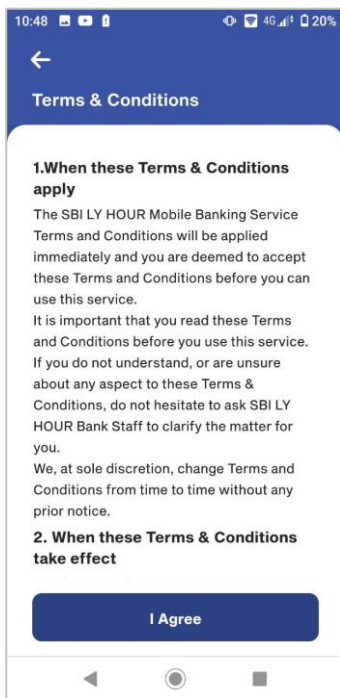 10:48 4G 20%
Terms & Conditions
1.When these Terms & Conditions
apply
The SBI LY HOUR Mobile Banking Service
Terms and Conditions will be applied
immediately and you are deemed to accept
these Terms and Conditions before you can
use this service.
It is important that you read these Terms
and Conditions before you use this service.
If you do not understand, or are unsure
about any aspect to these Terms &
Conditions, do not hesitate to ask SBI LY
HOUR Bank Staff to clarify the matter for
you.
We, at sole discretion, change Terms and
Conditions from time to time without any
prior notice.
2. When these Terms & Conditions
take effect
I Agree